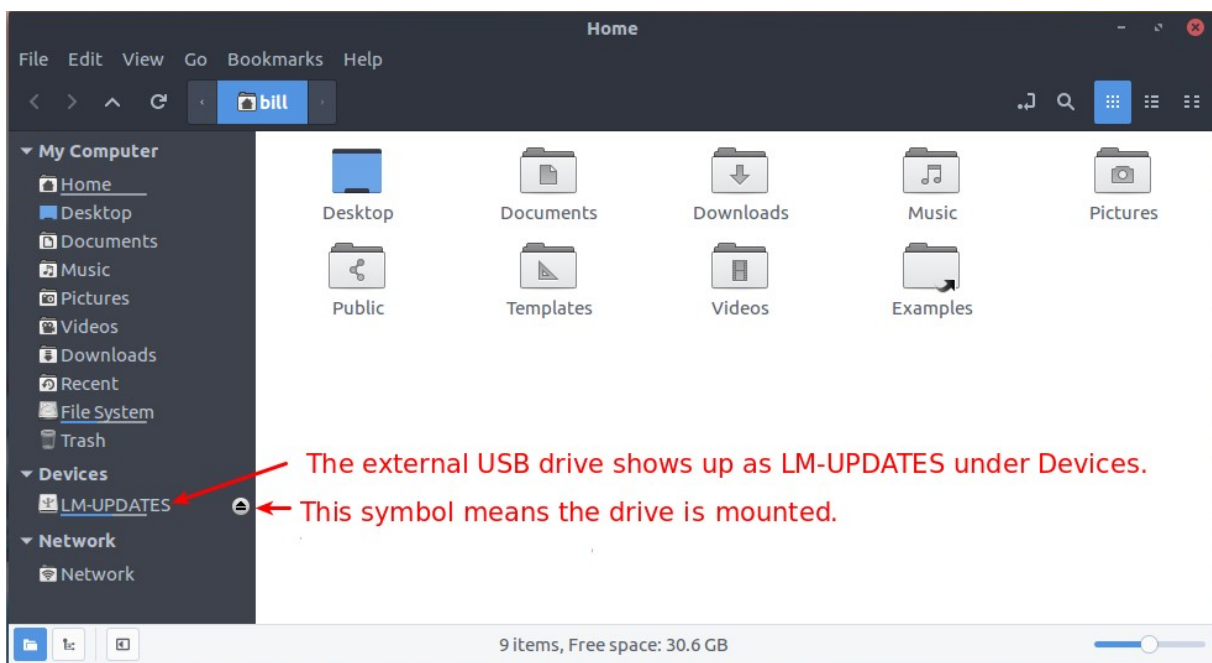 Home
File Edit View Go Bookmarks Help
bill
My Computer
Home
Desktop
Documents
Music
Pictures
Videos
Downloads
Recent
File System
Trash
Devices
LM-UPDATES
Network
Network
Desktop Documents Downloads Music Pictures
Public Templates Videos Examples
The external USB drive shows up as LM-UPDATES under Devices.
This symbol means the drive is mounted.
9 items, Free space: 30.6 GB